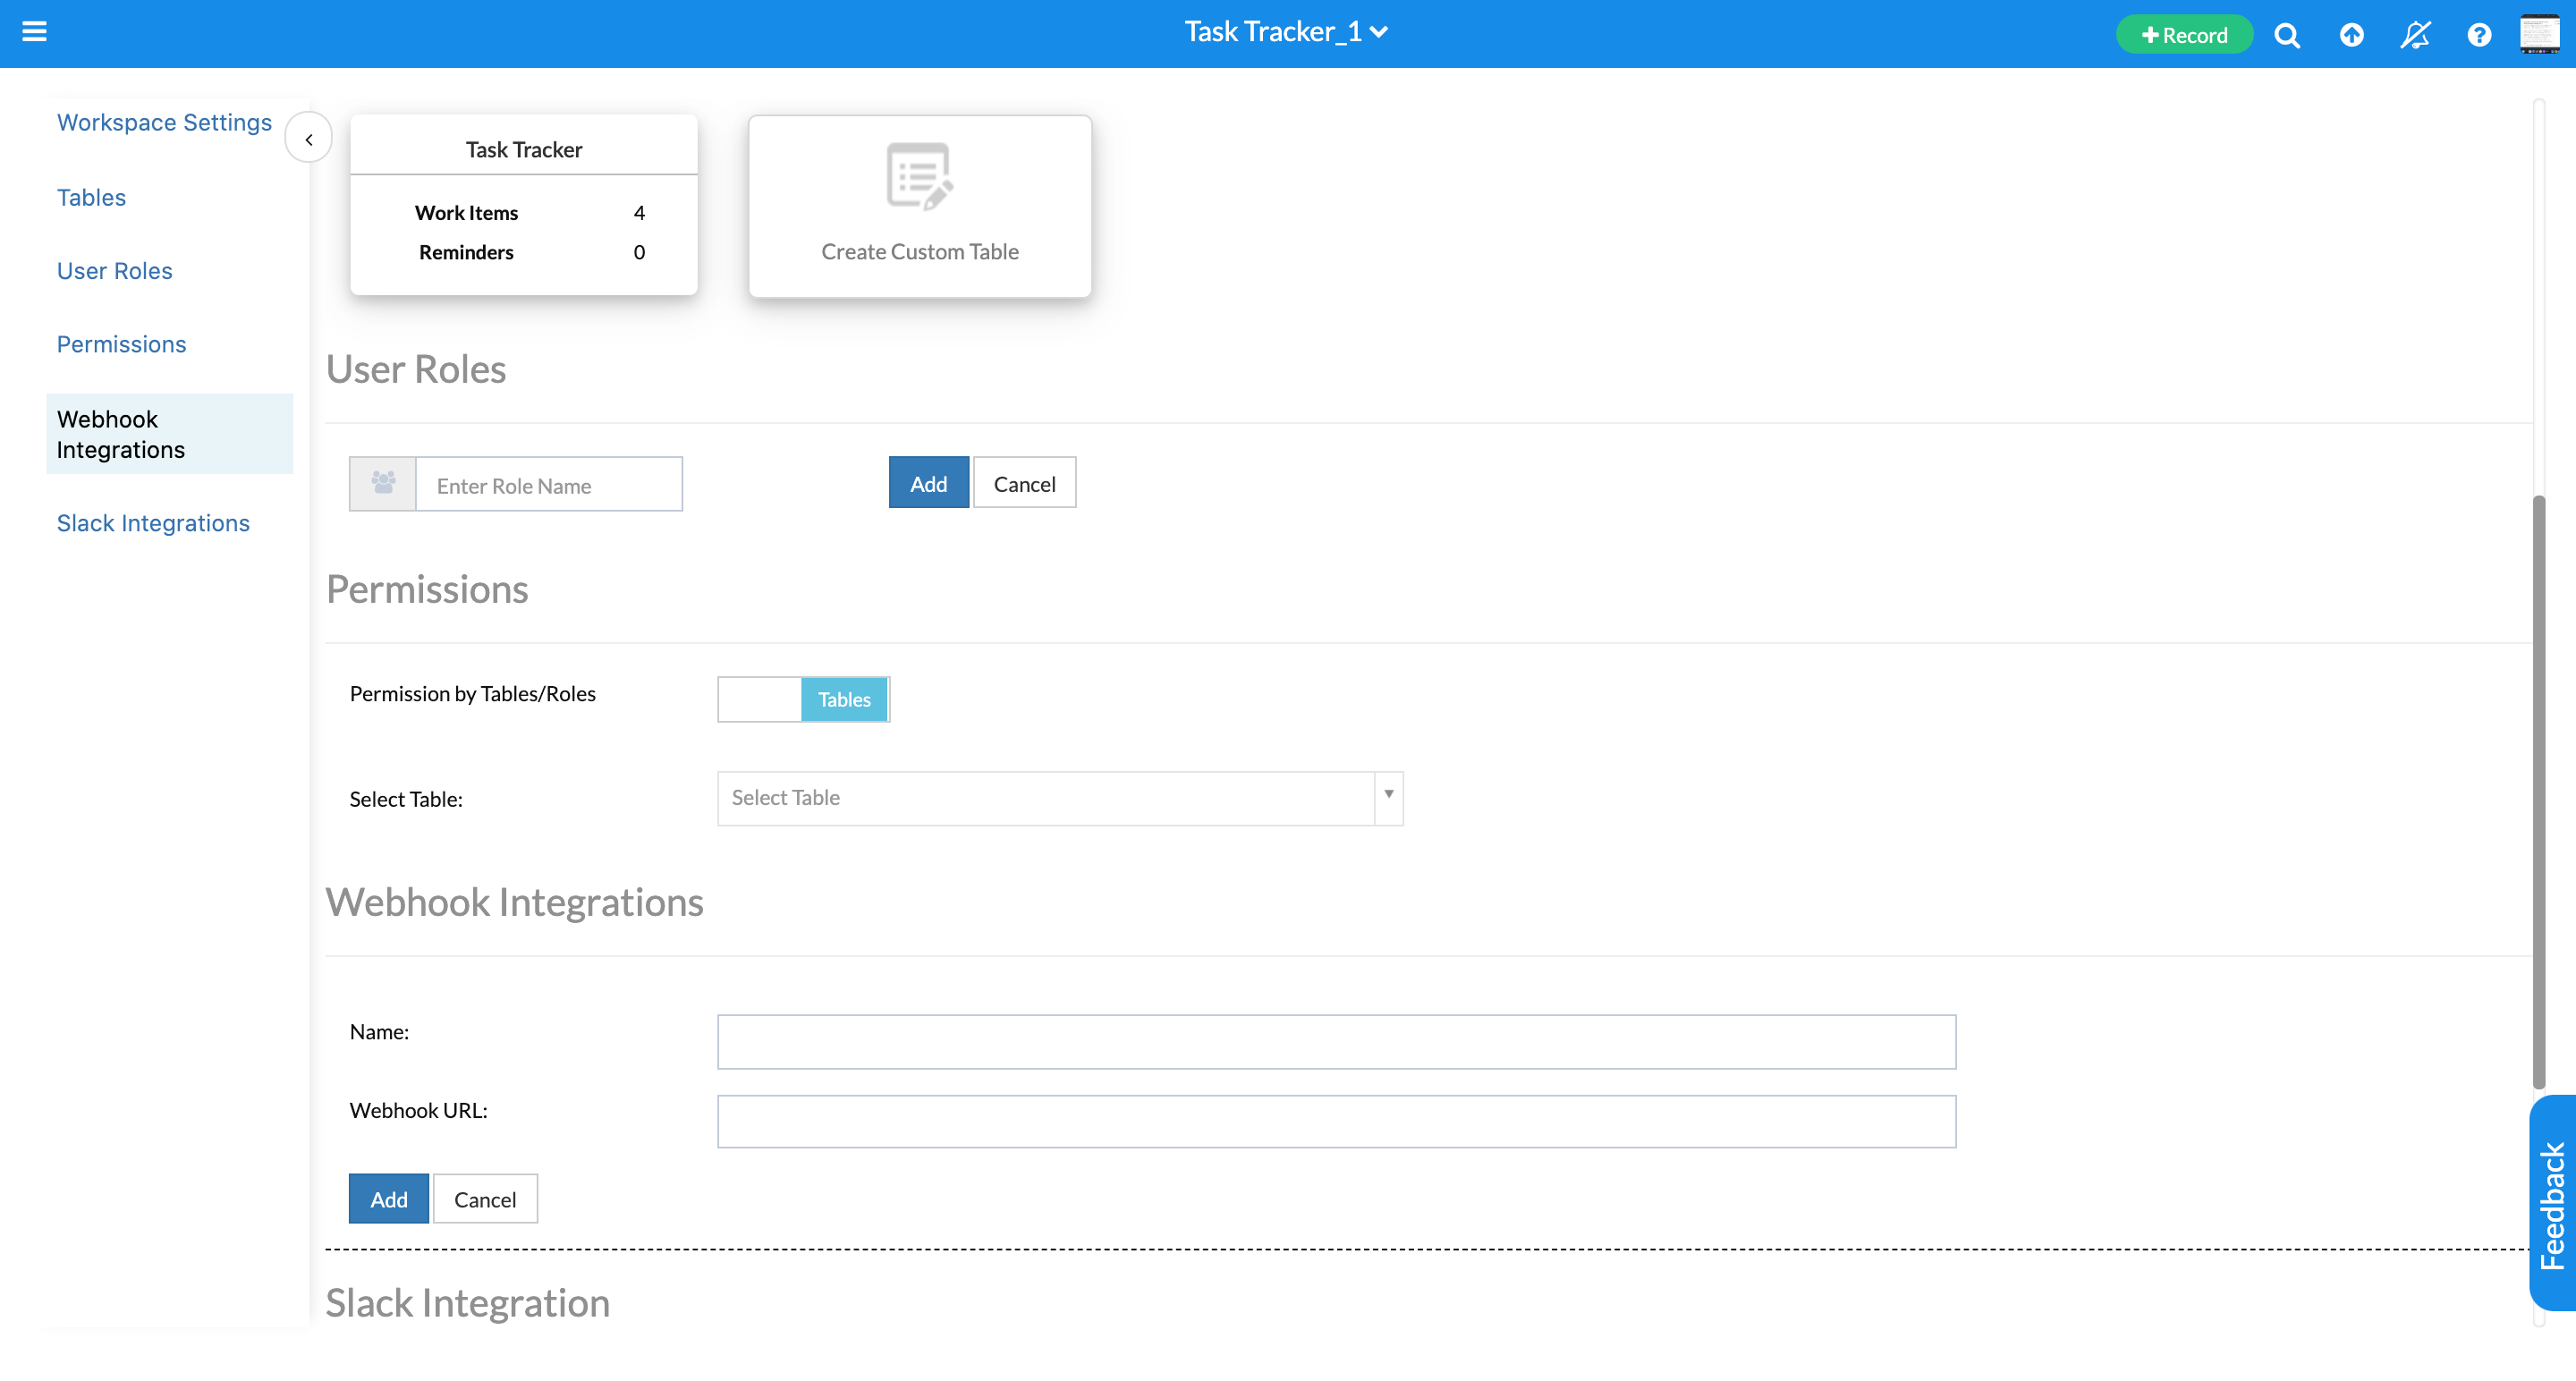 Task Tracker_1
Record
Workspace Settings
Tables
User Roles
Permissions
Webhook
Integrations
Slack Integrations
Task Tracker
Work Items 4
Reminders 0
Create Custom Table
User Roles
Enter Role Name
Add
Cancel
Permissions
Permission by Tables/Roles
Tables
Select Table:
Select Table
Webhook Integrations
Name:
Webhook URL:
Add
Cancel
Slack Integration
Feedback